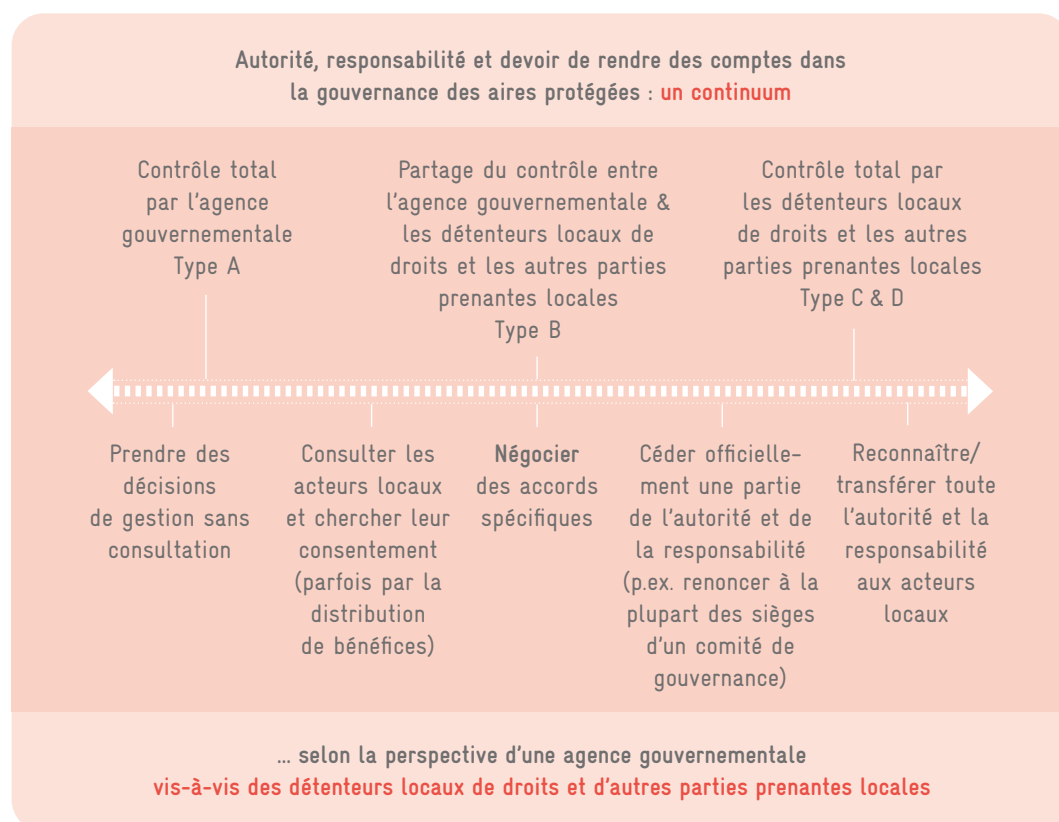 Autorité, responsabilité et devoir de rendre des comptes dans
la gouvernance des aires protégées : un continuum
Contrôle total
par l'agence
gouvernementale
Type A
Partage du contrôle entre
l'agence gouvernementale &
les détenteurs locaux de
droits et les autres parties
prenantes locales
Type B
Contrôle total par
les détenteurs locaux
de droits et les autres
parties prenantes locales
Type C & D
Prendre des
décisions
de gestion sans
consultation
Consulter les
acteurs locaux
et chercher leur
consentement
(parfois par la
distribution
de bénéfices)
Négocier
des accords
spécifiques
Céder officielle-
ment une partie
de l'autorité et de
la responsabilité
(p.ex. renoncer à la
plupart des sièges
d'un comité de
gouvernance)
Reconnaître/
transférer toute
l'autorité et la
responsabilité
aux acteurs
locaux
... selon la perspective d'une agence gouvernementale
vis-à-vis des détenteurs locaux de droits et d'autres parties prenantes locales